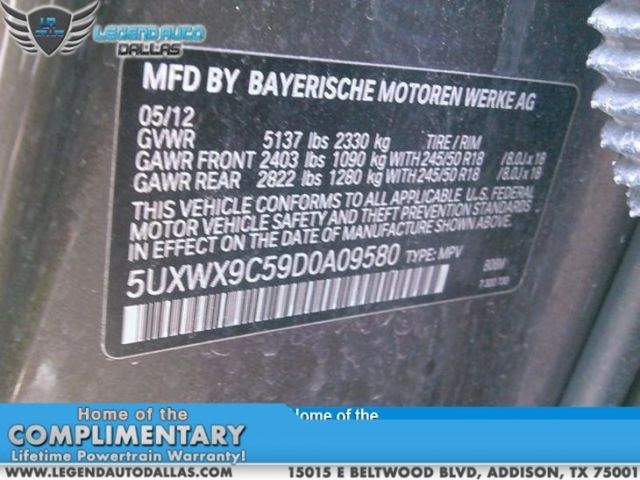 LEGEND AUTO
DALLAS
MFD BY BAYERISCHE MOTOREN WERKE AG
05/12
GVWR 5137 lbs 2330 kg TIRE / RIM
GAWR FRONT 2403 lbs 1090 kg WITH 245/50 R18 /8.0J x 18
GAWR REAR 2822 lbs 1280 kg WITH 245/50 R18 /8.0J x 18
THIS VEHICLE CONFORMS TO ALL APPLICABLE U.S. FEDERAL
MOTOR VEHICLE SAFETY AND THEFT PREVENTION STANDARDS
IN EFFECT ON THE DATE OF MANUFACTURE SHOWN ABOVE
5UXWX9C59D0A09580 TYPE: MPV
Home of the
Home of the
COMPLIMENTARY
Lifetime Powertrain Warranty!
WWW.LEGENDAUTODALLAS.COM 15015 E BELTWOOD BLVD, ADDISON, TX 75001